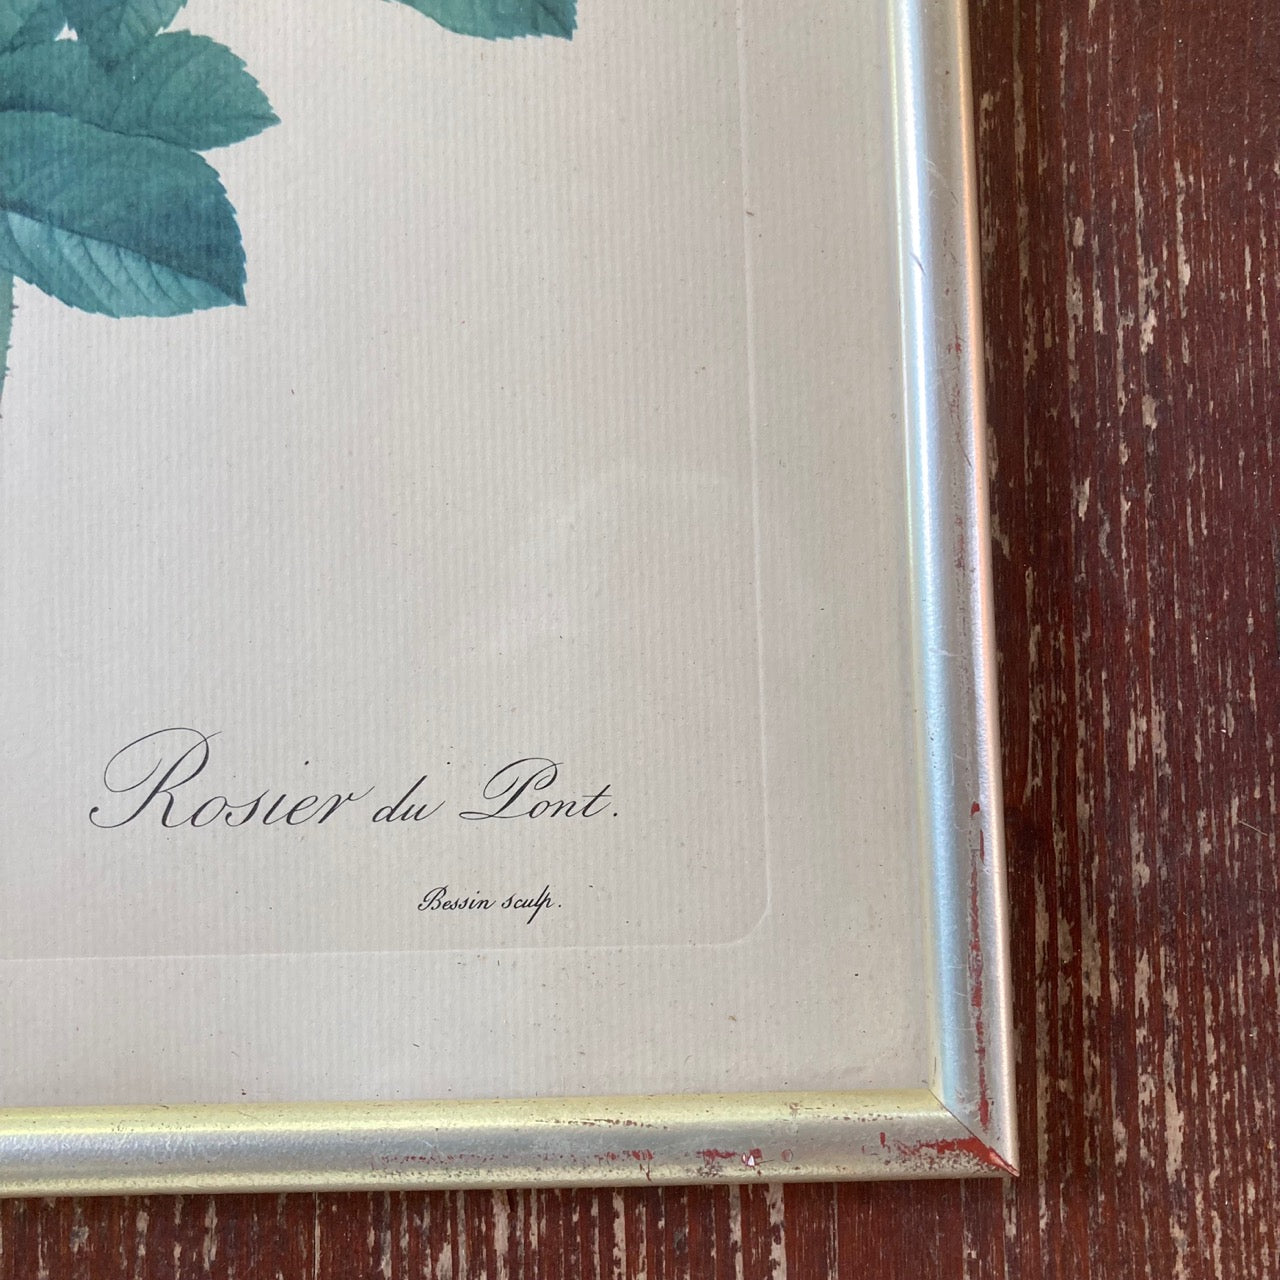 Rosier du Pont.
Bessin sculp.